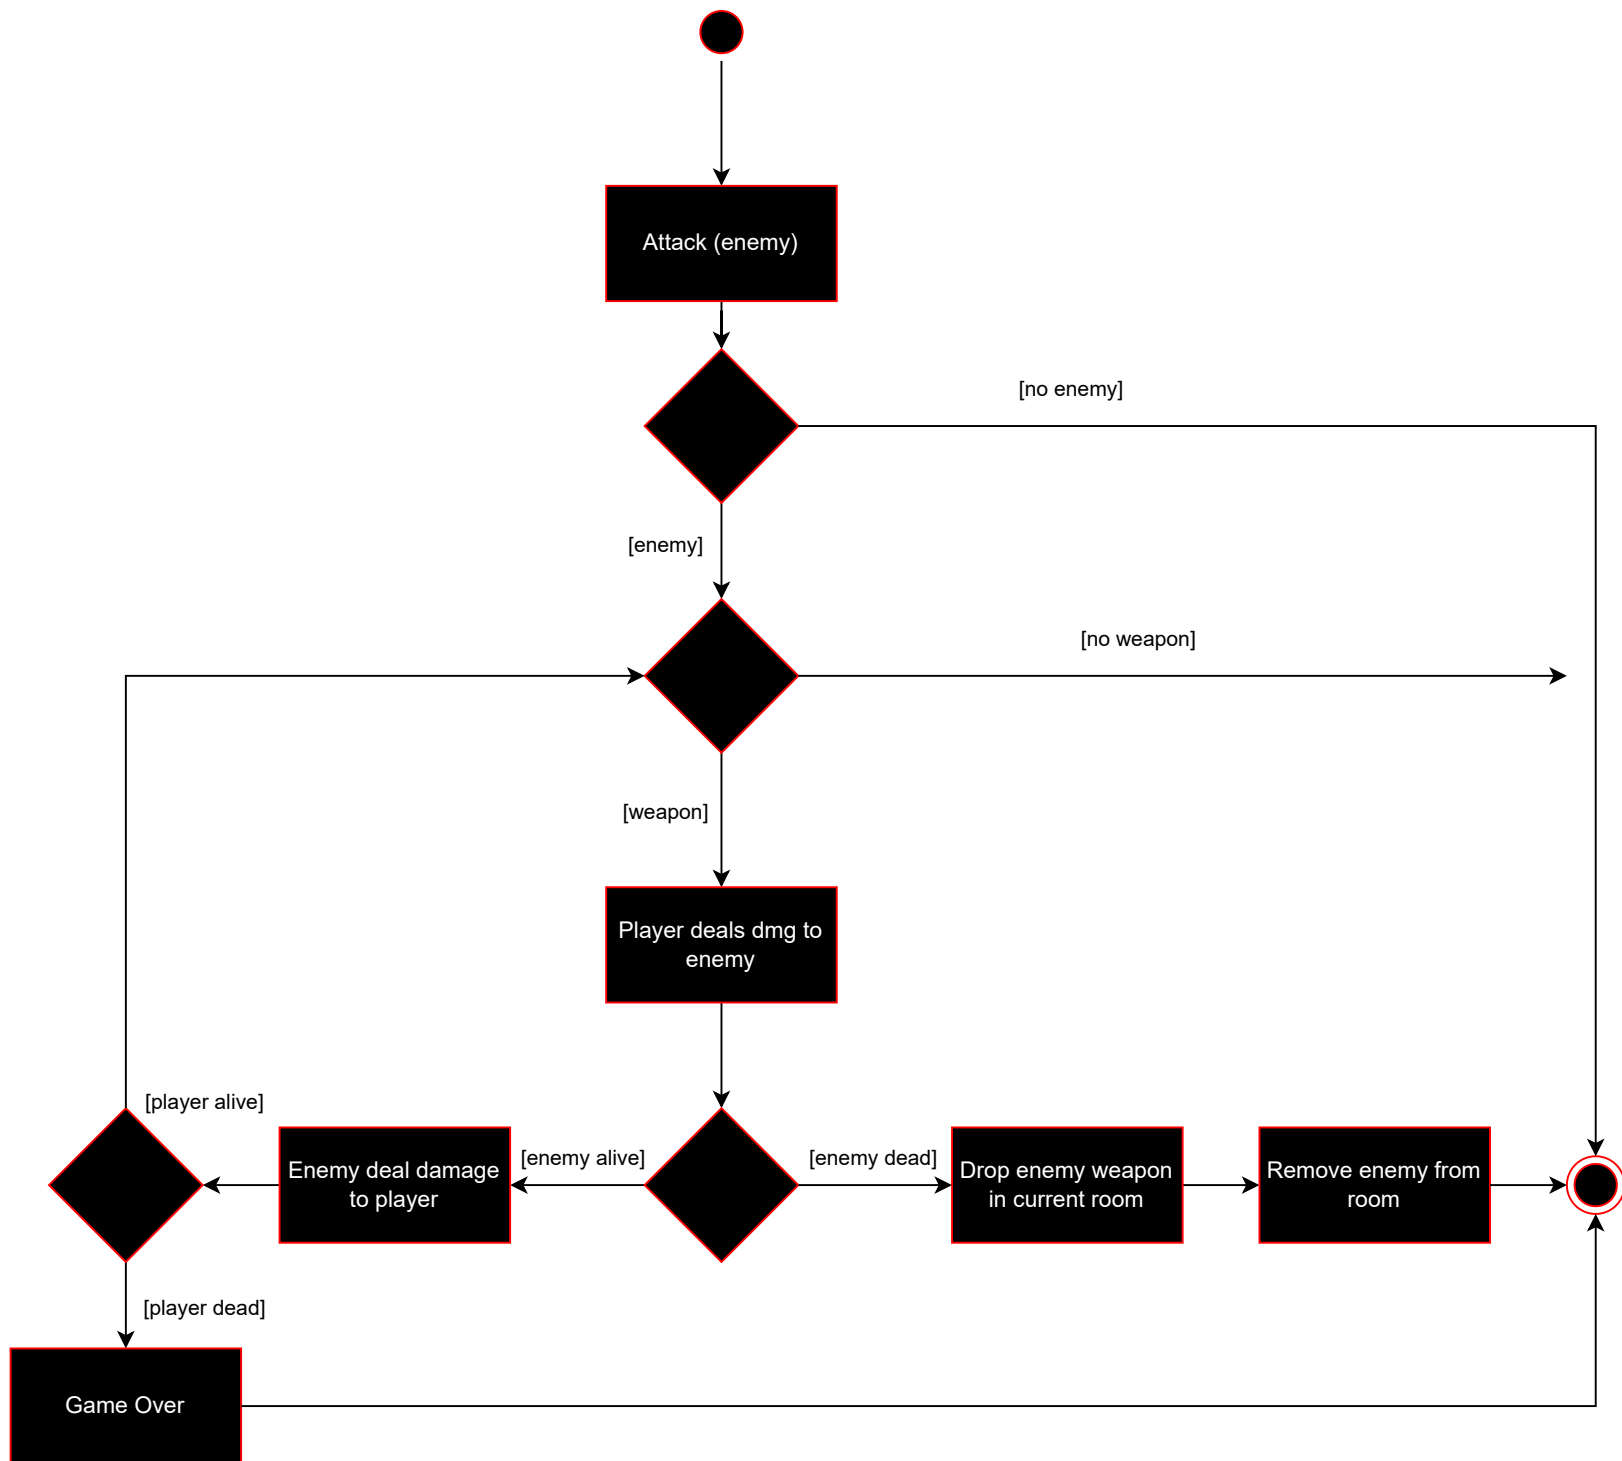 Attack (enemy)
[no enemy]
[enemy]
[no weapon]
[weapon]
Player deals dmg to
enemy
[player alive]
[enemy alive]
[enemy dead]
Enemy deal damage
to player
Drop enemy weapon
in current room
Remove enemy from
room
[player dead]
Game Over